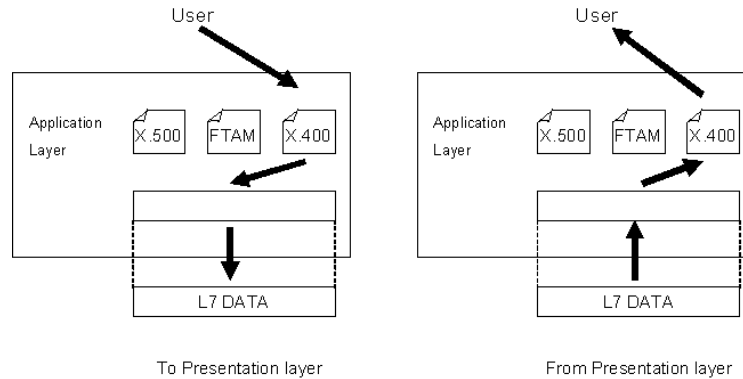 User
Application
Layer
X.500
FTAM
X.400
L7 DATA
To Presentation layer
User
Application
Layer
X.500
FTAM
X.400
L7 DATA
From Presentation layer